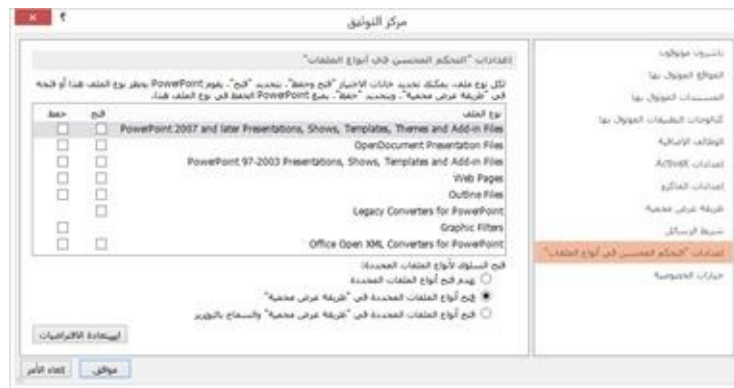 مركز التوثيق
ناشرون موثوقون
المواقع الموثوق بها
المستندات الموثوق بها
كتالوجات التطبيقات الموثوق بها
الوظائف الإضافية
إعدادات ActiveX
إعدادات الماكرو
طريقة عرض محمية
شريط الرسائل
إعدادات "التحكم المحسن في أنواع الملفات"
خيارات الخصوصية
إعدادات "التحكم المحسن في أنواع الملفات"
لكل نوع ملف، يمكنك تحديد خانات الاختيار "فتح وحفظ". بتحديد "فتح"، يقوم PowerPoint بحظر نوع الملف هذا أو فتحه
في "طريقة عرض محمية". وبتحديد "حفظ"، يمنع PowerPoint الحفظ في نوع الملف هذا.
نوع الملف فتح حفظ
PowerPoint 2007 and later Presentations, Shows, Templates, Themes and Add-in Files
OpenDocument Presentation Files
PowerPoint 97-2003 Presentations, Shows, Templates and Add-in Files
Web Pages
Outline Files
Legacy Converters for PowerPoint
Graphic Filters
Office Open XML Converters for PowerPoint
فتح السلوك لأنواع الملفات المحددة:
عدم فتح أنواع الملفات المحددة
فتح أنواع الملفات المحددة في "طريقة عرض محمية"
فتح أنواع الملفات المحددة في "طريقة عرض محمية" والسماح بالتحرير
استعادة الافتراضيات
موافق
إلغاء الأمر